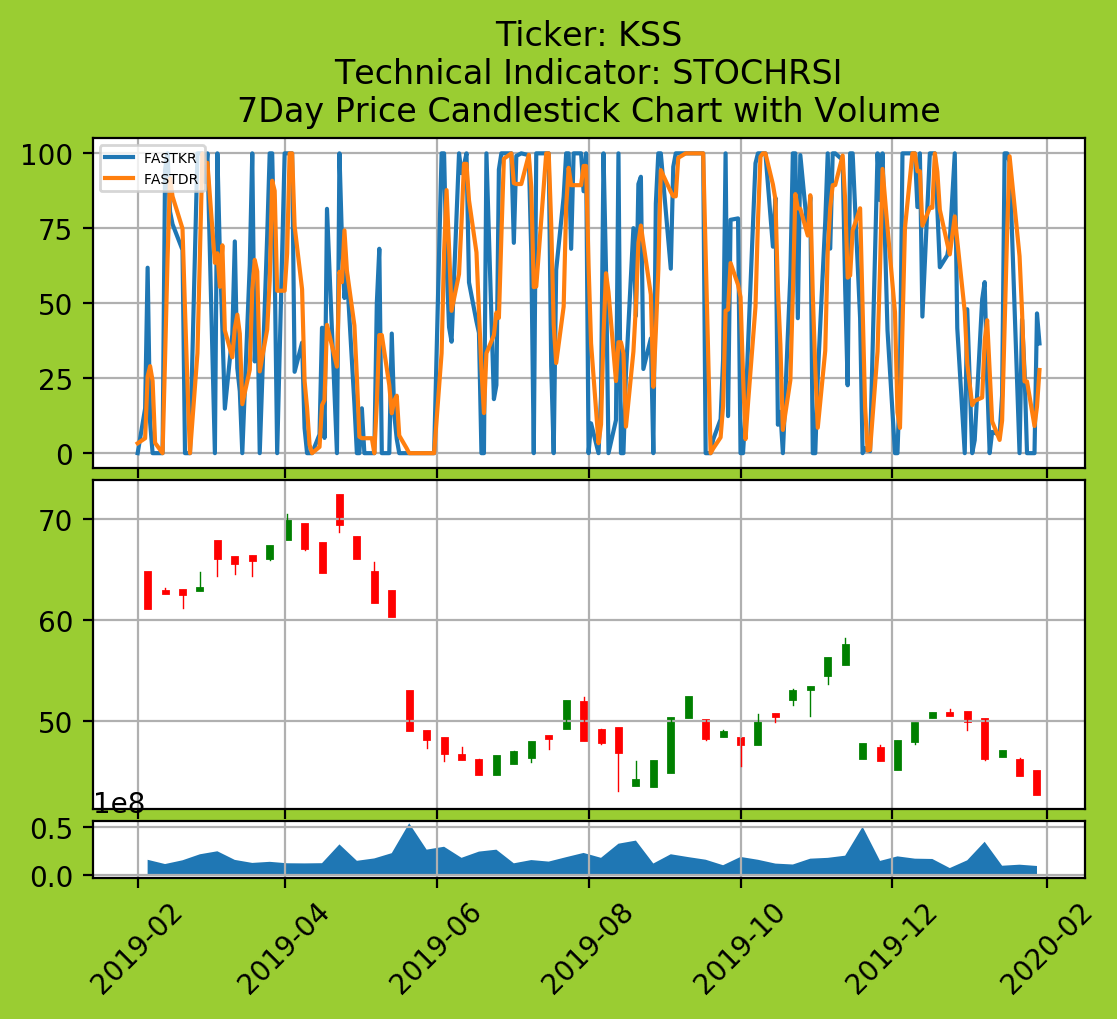 Ticker: KSS
Technical Indicator: STOCHRSI
7Day Price Candlestick Chart with Volume
FASTKR
FASTDR
100
75
50
25
0
70
60
50
1e8
0.5
0.0
2019-02
2019-04
2019-06
2019-08
2019-10
2019-12
2020-02